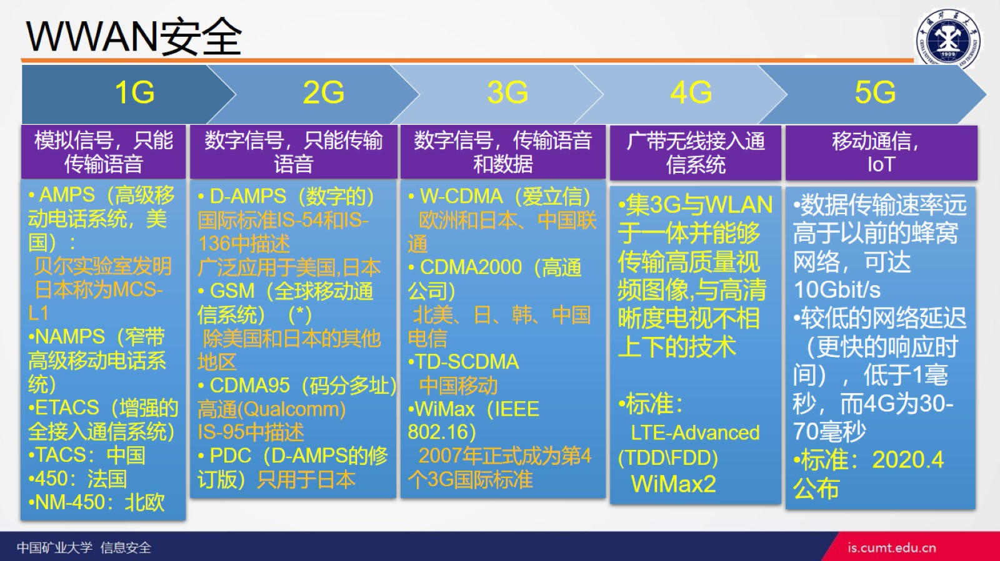 WWAN安全
1G
2G
3G
4G
5G
模拟信号，只能
传输语音
• AMPS（高级移
动电话系统，美
国）：
贝尔实验室发明
日本称为MCS-
L1
•NAMPS（窄带
高级移动电话系
统）
•ETACS（增强的
全接入通信系统）
•TACS：中国
•450：法国
•NM-450：北欧
数字信号，只能传输
语音
• D-AMPS（数字的）
国际标准IS-54和IS-
136中描述
广泛应用于美国,日本
• GSM（全球移动通
信系统）（*）
除美国和日本的其他
地区
• CDMA95（码分多址）
高通(Qualcomm)
IS-95中描述
• PDC（D-AMPS的修
订版）只用于日本
数字信号，传输语音
和数据
• W-CDMA（爱立信）
欧洲和日本、中国联
通
• CDMA2000（高通
公司）
北美、日、韩、中国
电信
•TD-SCDMA
中国移动
•WiMax（IEEE
802.16）
2007年正式成为第4
个3G国际标准
广带无线接入通
信系统
•集3G与WLAN
于一体并能够
传输高质量视
频图像,与高清
晰度电视不相
上下的技术
•标准：
LTE-Advanced
(TDD\FDD)
WiMax2
移动通信，
IoT
•数据传输速率远
高于以前的蜂窝
网络，可达
10Gbit/s
•较低的网络延迟
（更快的响应时
间），低于1毫
秒，而4G为30-
70毫秒
•标准：2020.4
公布
中国矿业大学 信息安全
is.cumt.edu.cn
1909